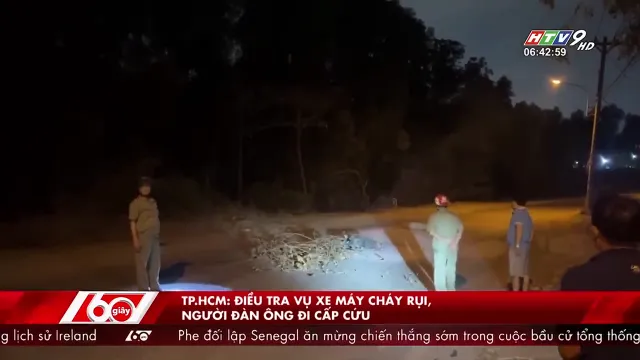 HTV9 HD
06:42:59
60 giây
TP.HCM: ĐIỀU TRA VỤ XE MÁY CHÁY RỤI,
NGƯỜI ĐÀN ÔNG ĐI CẤP CỨU
g lịch sử Ireland 60 giây Phe đối lập Senegal ăn mừng chiến thắng sớm trong cuộc bầu cử tổng thống